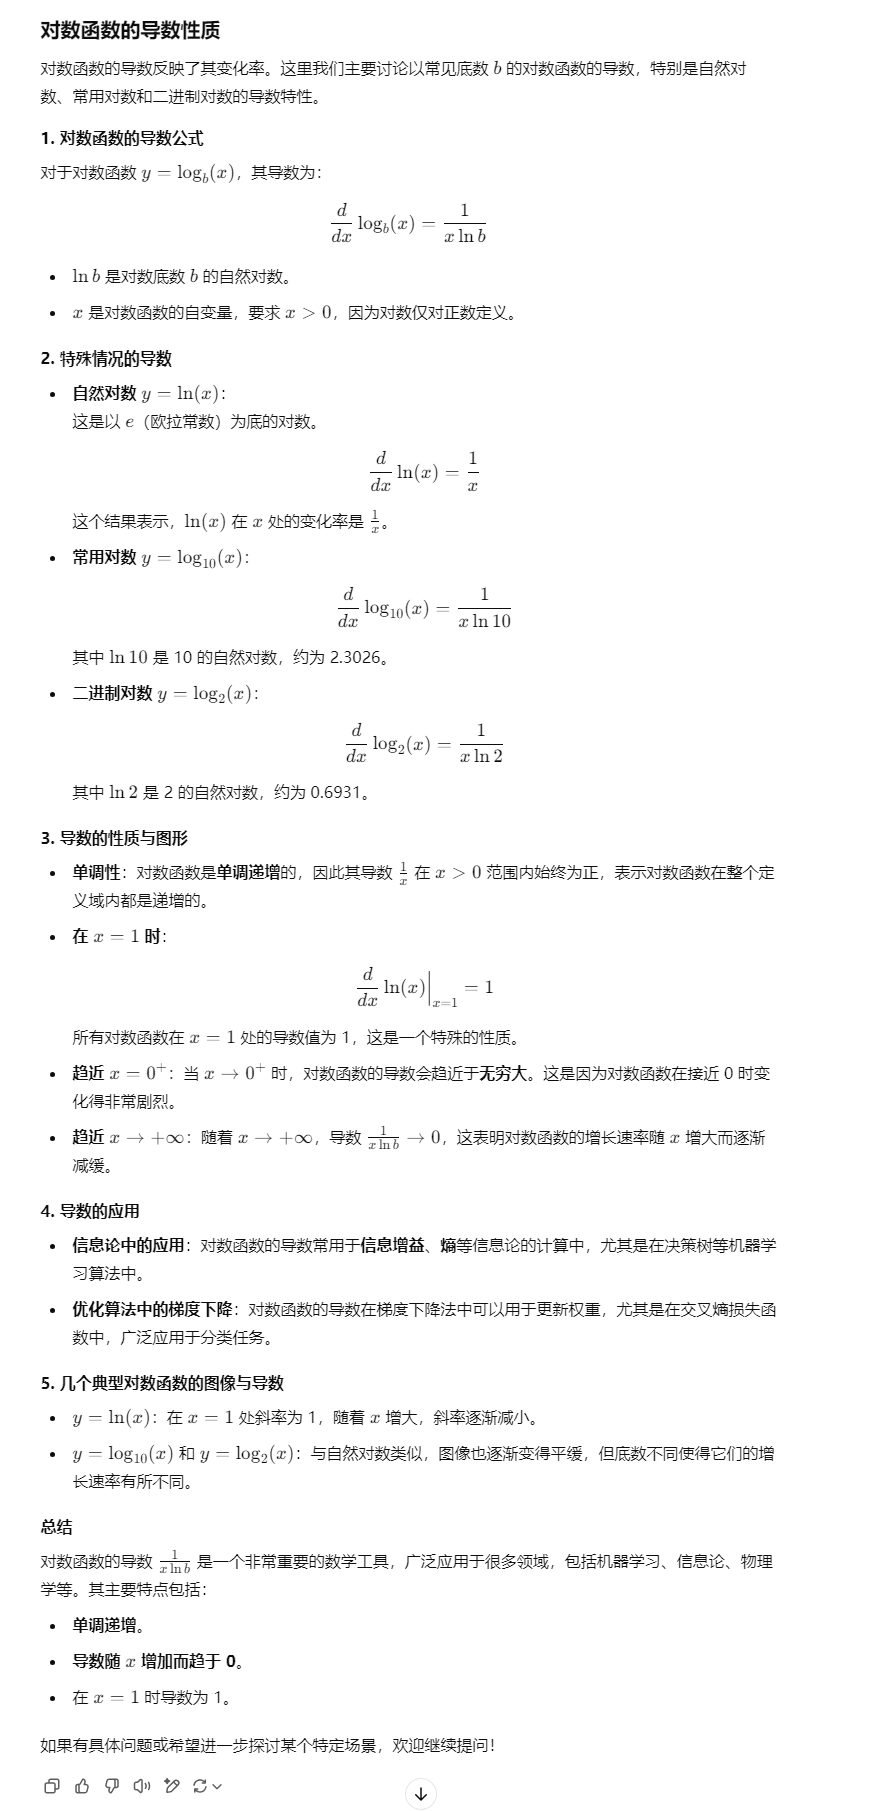 对数函数的导数性质
对数函数的导数反映了其变化率。这里我们主要讨论以常见底数 b 的对数函数的导数，特别是自然对
数、常用对数和二进制对数的导数特性。
1. 对数函数的导数公式
对于对数函数 y = log_b(x)，其导数为：
d/dx log_b(x) = 1/(x ln b)
• ln b 是对数底数 b 的自然对数。
• x 是对数函数的自变量，要求 x > 0，因为对数仅对正数定义。
2. 特殊情况的导数
• 自然对数 y = ln(x)：
这是以 e（欧拉常数）为底的对数。
d/dx ln(x) = 1/x
这个结果表示，ln(x) 在 x 处的变化率是 1/x。
• 常用对数 y = log₁₀(x)：
d/dx log₁₀(x) = 1/(x ln 10)
其中 ln 10 是 10 的自然对数，约为 2.3026。
• 二进制对数 y = log₂(x)：
d/dx log₂(x) = 1/(x ln 2)
其中 ln 2 是 2 的自然对数，约为 0.6931。
3. 导数的性质与图形
• 单调性：对数函数是单调递增的，因此其导数 1/x 在 x > 0 范围内始终为正，表示对数函数在整个定
义域内都是递增的。
• 在 x = 1 时：
d/dx ln(x)|_{x=1} = 1
所有对数函数在 x = 1 处的导数值为 1，这是一个特殊的性质。
• 趋近 x = 0⁺：当 x → 0⁺ 时，对数函数的导数会趋近于无穷大。这是因为对数函数在接近 0 时变
化得非常剧烈。
• 趋近 x → +∞：随着 x → +∞，导数 1/(x ln b) → 0，这表明对数函数的增长速率随 x 增大而逐渐
减缓。
4. 导数的应用
• 信息论中的应用：对数函数的导数常用于信息增益、熵等信息论的计算中，尤其是在决策树等机器学
习算法中。
• 优化算法中的梯度下降：对数函数的导数在梯度下降法中可以用于更新权重，尤其是在交叉熵损失函
数中，广泛应用于分类任务。
5. 几个典型对数函数的图像与导数
• y = ln(x)：在 x = 1 处斜率为 1，随着 x 增大，斜率逐渐减小。
• y = log₁₀(x) 和 y = log₂(x)：与自然对数类似，图像也逐渐变得平缓，但底数不同使得它们的增
长速率有所不同。
总结
对数函数的导数 1/(x ln b) 是一个非常重要的数学工具，广泛应用于很多领域，包括机器学习、信息论、物理
学等。其主要特点包括：
• 单调递增。
• 导数随 x 增加而趋于 0。
• 在 x = 1 时导数为 1。
如果有具体问题或希望进一步探讨某个特定场景，欢迎继续提问！